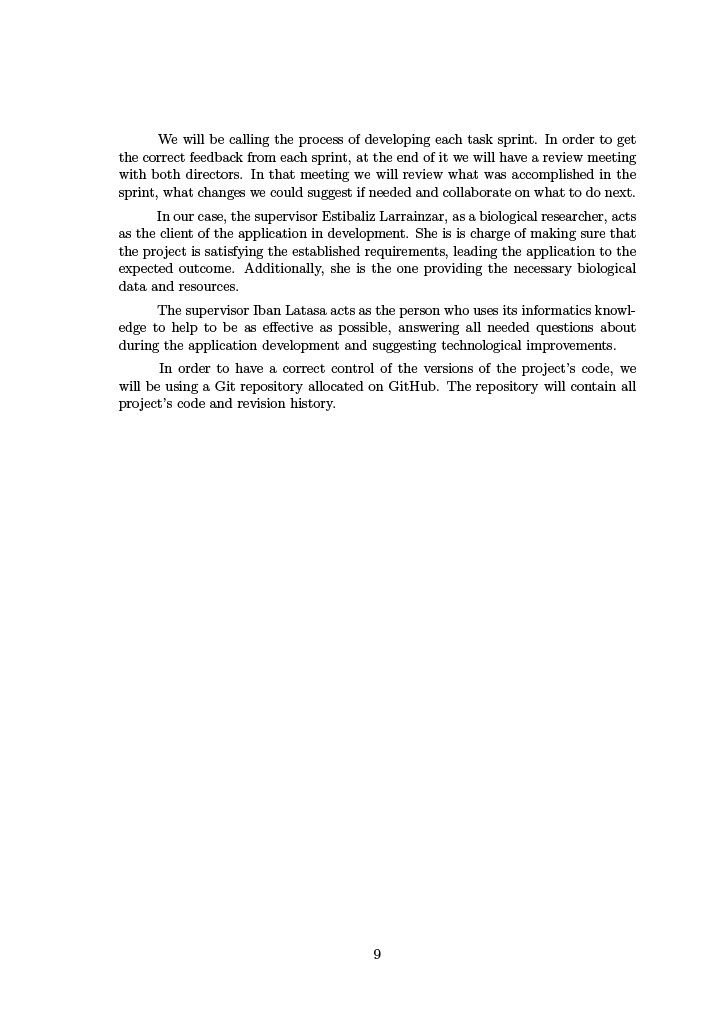 We will be calling the process of developing each task sprint. In order to get
the correct feedback from each sprint, at the end of it we will have a review meeting
with both directors. In that meeting we will review what was accomplished in the
sprint, what changes we could suggest if needed and collaborate on what to do next.
In our case, the supervisor Estibaliz Larrainzar, as a biological researcher, acts
as the client of the application in development. She is is charge of making sure that
the project is satisfying the established requirements, leading the application to the
expected outcome. Additionally, she is the one providing the necessary biological
data and resources.
The supervisor Iban Latasa acts as the person who uses its informatics knowl-
edge to help to be as effective as possible, answering all needed questions about
during the application development and suggesting technological improvements.
In order to have a correct control of the versions of the project's code, we
will be using a Git repository allocated on GitHub. The repository will contain all
project's code and revision history.
9